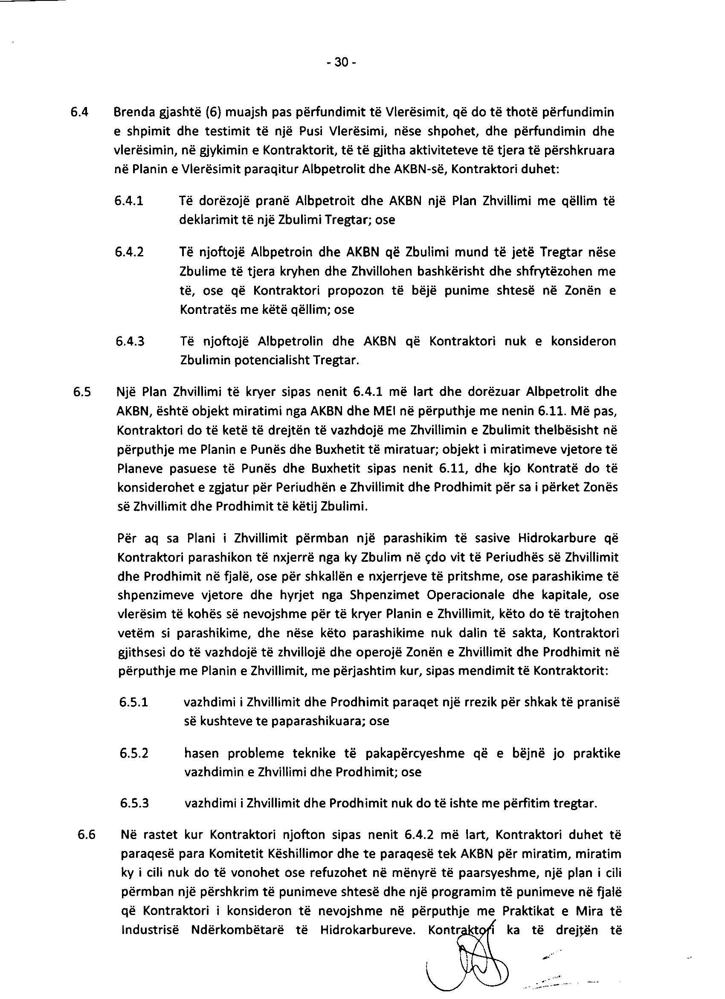 - 30 -
6.4 Brenda gjashtë (6) muajsh pas përfundimit të Vlerësimit, që do të thotë përfundimin
e shpimit dhe testimit të një Pusi Vlerësimi, nëse shpohet, dhe përfundimin dhe
vlerësimin, në gjykimin e Kontraktorit, të të gjitha aktiviteteve të tjera të përshkruara
në Planin e Vlerësimit paraqitur Albpetrolit dhe AKBN-së, Kontraktori duhet:
6.4.1 Të dorëzojë pranë Albpetroit dhe AKBN një Plan Zhvillimi me qëllim të
deklarimit të një Zbulimi Tregtar; ose
6.4.2 Të njoftojë Albpetroin dhe AKBN që Zbulimi mund të jetë Tregtar nëse
Zbulime të tjera kryhen dhe Zhvillohen bashkërisht dhe shfrytëzohen me
të, ose që Kontraktori propozon të bëjë punime shtesë në Zonën e
Kontratës me këtë qëllim; ose
6.4.3 Të njoftojë Albpetrolin dhe AKBN që Kontraktori nuk e konsideron
Zbulimin potencialisht Tregtar.
6.5 Një Plan Zhvillimi të kryer sipas nenit 6.4.1 më lart dhe dorëzuar Albpetrolit dhe
AKBN, është objekt miratimi nga AKBN dhe MEI në përputhje me nenin 6.11. Më pas,
Kontraktori do të ketë të drejtën të vazhdojë me Zhvillimin e Zbulimit thelbësisht në
përputhje me Planin e Punës dhe Buxhetit të miratuar; objekt i miratimeve vjetore të
Planeve pasuese të Punës dhe Buxhetit sipas nenit 6.11, dhe kjo Kontratë do të
konsiderohet e zgjatur për Periudhën e Zhvillimit dhe Prodhimit për sa i përket Zonës
së Zhvillimit dhe Prodhimit të këtij Zbulimi.
Për aq sa Plani i Zhvillimit përmban një parashikim të sasive Hidrokarbure që
Kontraktori parashikon të nxjerrë nga ky Zbulim në çdo vit të Periudhës së Zhvillimit
dhe Prodhimit në fjalë, ose për shkallën e nxjerrjeve të pritshme, ose parashikime të
shpenzimeve vjetore dhe hyrjet nga Shpenzimet Operacionale dhe kapitale, ose
vlerësim të kohës së nevojshme për të kryer Planin e Zhvillimit, këto do të trajtohen
vetëm si parashikime, dhe nëse këto parashikime nuk dalin të sakta, Kontraktori
gjithsesi do të vazhdojë të zhvillojë dhe operojë Zonën e Zhvillimit dhe Prodhimit në
përputhje me Planin e Zhvillimit, me përjashtim kur, sipas mendimit të Kontraktorit:
6.5.1 vazhdimi i Zhvillimit dhe Prodhimit paraqet një rrezik për shkak të pranisë
së kushteve te paparashikuara; ose
6.5.2 hasen probleme teknike të pakapërcyeshme që e bëjnë jo praktike
vazhdimin e Zhvillimi dhe Prodhimit; ose
6.5.3 vazhdimi i Zhvillimit dhe Prodhimit nuk do të ishte me përfitim tregtar.
6.6 Në rastet kur Kontraktori njofton sipas nenit 6.4.2 më lart, Kontraktori duhet të
paraqesë para Komitetit Këshillimor dhe te paraqesë tek AKBN për miratim, miratim
ky i cili nuk do të vonohet ose refuzohet në mënyrë të paarsyeshme, një plan i cili
përmban një përshkrim të punimeve shtesë dhe një programim të punimeve në fjalë
që Kontraktori i konsideron të nevojshme në përputhje me Praktikat e Mira të
Industrisë Ndërkombëtarë të Hidrokarbureve. Kontraktori ka të drejtën të